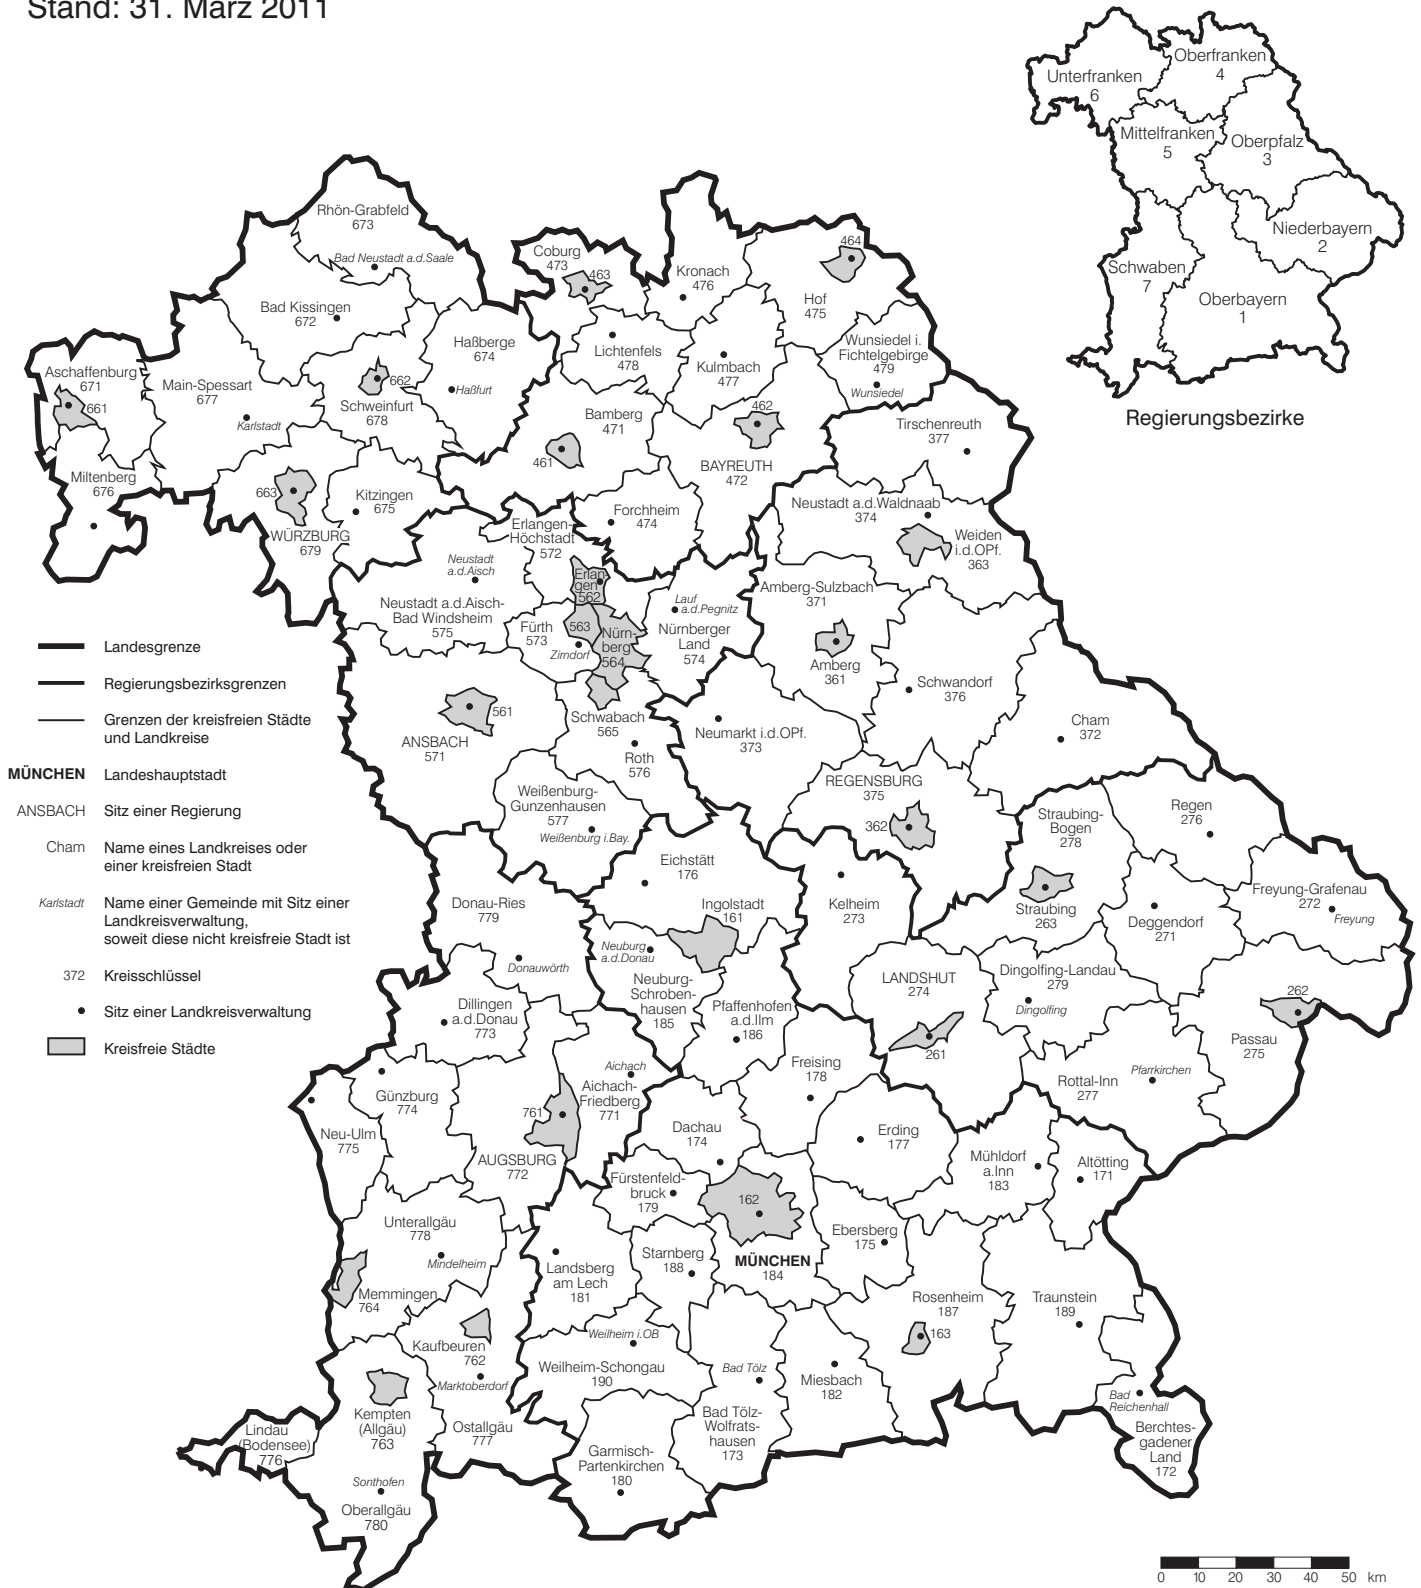 Stand: 31. März 2011
Unterfranken
6
Oberfranken
4
Mittelfranken
5
Oberpfalz
3
Niederbayern
2
Schwaben
7
Oberbayern
1
Regierungsbezirke
Rhön-Grabfeld
673
Bad Neustadt a.d.Saale
Coburg
473
463
Kronach
476
464
Hof
475
Bad Kissingen
672
Haßberge
674
Haßfurt
Lichtenfels
478
Kulmbach
477
Wunsiedel i.
Fichtelgebirge
479
Wunsiedel
Aschaffenburg
671
661
Main-Spessart
677
Karlstadt
662
Schweinfurt
678
Bamberg
471
461
462
BAYREUTH
472
Tirschenreuth
377
Miltenberg
676
663
WÜRZBURG
679
Kitzingen
675
Forchheim
474
Erlangen-
Höchstadt
572
Neustadt a.d.Waldnaab
374
Weiden
i.d.OPf.
363
Neustadt
a.d.Aisch
Neustadt a.d.Aisch-
Bad Windsheim
575
Erlan-
gen
562
Fürth
573
563
Zirndorf
Nürn-
berg
564
Lauf
a.d.Pegnitz
Nürnberger
Land
574
Amberg-Sulzbach
371
Amberg
361
Schwandorf
376
Cham
372
561
ANSBACH
571
Schwabach
565
Roth
576
Neumarkt i.d.OPf.
373
Weißenburg-
Gunzenhausen
577
Weißenburg i.Bay.
REGENSBURG
375
362
Straubing-
Bogen
278
Regen
276
Landesgrenze
Regierungsbezirksgrenzen
Grenzen der kreisfreien Städte
und Landkreise
MÜNCHEN Landeshauptstadt
ANSBACH Sitz einer Regierung
Cham Name eines Landkreises oder
einer kreisfreien Stadt
Karlstadt Name einer Gemeinde mit Sitz einer
Landkreisverwaltung,
soweit diese nicht kreisfreie Stadt ist
372 Kreisschlüssel
Sitz einer Landkreisverwaltung
Kreisfreie Städte
Eichstätt
176
Ingolstadt
161
Kelheim
273
Straubing
263
Deggendorf
271
Freyung-Grafenau
272
Freyung
Donau-Ries
779
Donauwörth
Neuburg
a.d.Donau
Neuburg-
Schroben-
hausen
185
Pfaffenhofen
a.d.Ilm
186
LANDSHUT
274
261
Dingolfing-Landau
279
Dingolfing
262
Passau
275
Dillingen
a.d.Donau
773
Freising
178
Rottal-Inn
277
Pfarrkirchen
Günzburg
774
Neu-Ulm
775
761
AUGSBURG
772
Aichach
Aichach-
Friedberg
771
Dachau
174
Erding
177
Mühldorf
a.Inn
183
Altötting
171
Fürstenfeld-
bruck
179
162
MÜNCHEN
184
Ebersberg
175
Unterallgäu
778
Mindelheim
Memmingen
764
Landsberg
am Lech
181
Starnberg
188
Rosenheim
187
163
Traunstein
189
Kaufbeuren
762
Marktoberdorf
Ostallgäu
777
Weilheim i.OB
Weilheim-Schongau
190
Bad Tölz
Bad Tölz-
Wolfrats-
hausen
173
Miesbach
182
Bad
Reichenhall
Berchtes-
gadener
Land
172
Kempten
(Allgäu)
763
Lindau
(Bodensee)
776
Sonthofen
Oberallgäu
780
Garmisch-
Partenkirchen
180
0 10 20 30 40 50 km